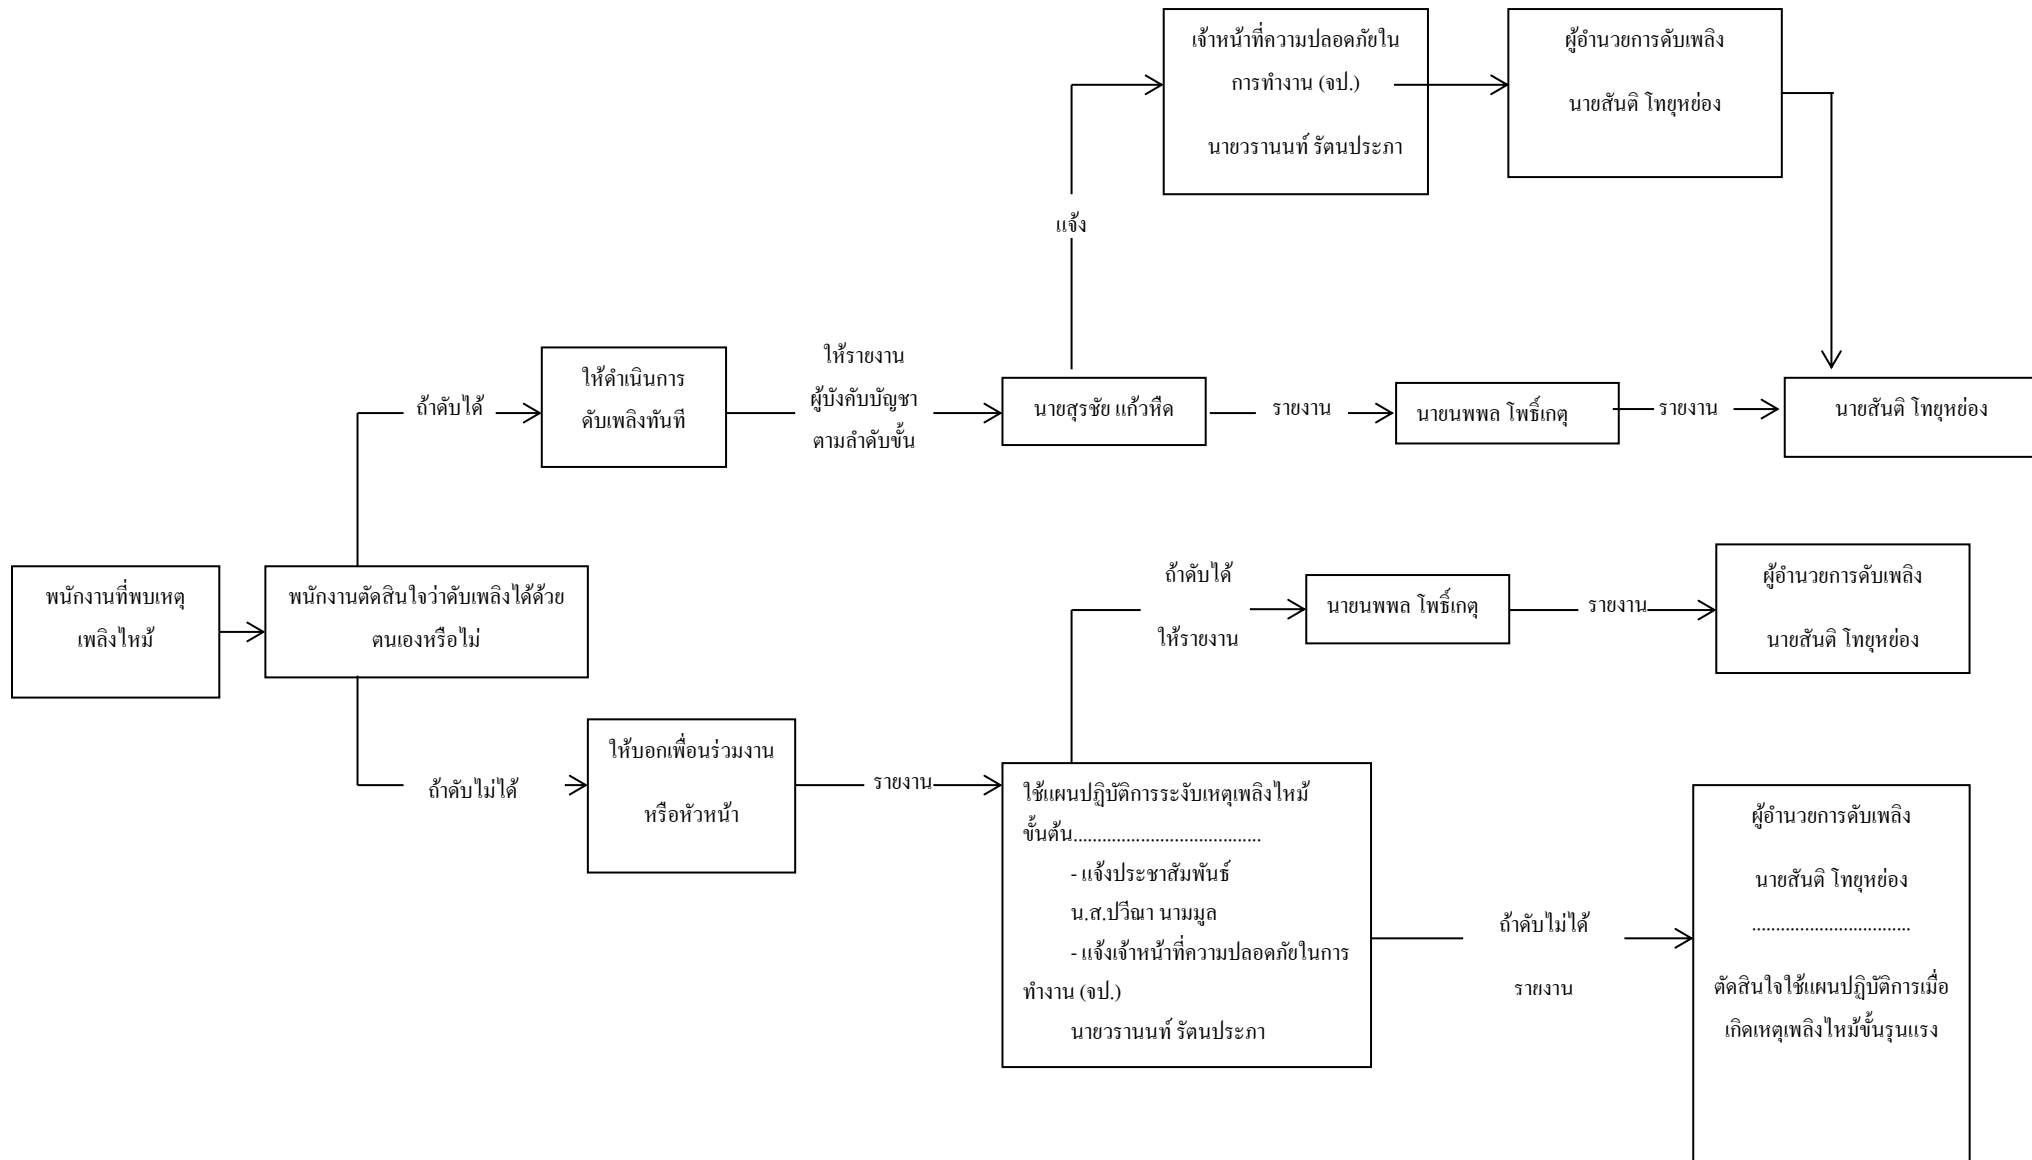 เจ้าหน้าที่ความปลอดภัยใน
การทำงาน (จป.)
นายวรานนท์ รัตนประภา
ผู้อำนวยการดับเพลิง
นายสันติ โทยุหย่อง
แจ้ง
ถ้าดับได้
ให้ดำเนินการ
ดับเพลิงทันที
ให้รายงาน
ผู้บังคับบัญชา
ตามลำดับขั้น
นายสุรชัย แก้วหืด
รายงาน
นายนพพล โพธิ์เกตุ
รายงาน
นายสันติ โทยุหย่อง
พนักงานที่พบเหตุ
เพลิงไหม้
พนักงานตัดสินใจว่าดับเพลิงได้ด้วย
ตนเองหรือไม่
ถ้าดับได้
ให้รายงาน
นายนพพล โพธิ์เกตุ
รายงาน
ผู้อำนวยการดับเพลิง
นายสันติ โทยุหย่อง
ถ้าดับไม่ได้
ให้บอกเพื่อนร่วมงาน
หรือหัวหน้า
รายงาน
ใช้แผนปฏิบัติการระงับเหตุเพลิงไหม้
ขั้นต้น.......................................
- แจ้งประชาสัมพันธ์
น.ส.ปวีณา นามมูล
- แจ้งเจ้าหน้าที่ความปลอดภัยในการ
ทำงาน (จป.)
นายวรานนท์ รัตนประภา
ถ้าดับไม่ได้
รายงาน
ผู้อำนวยการดับเพลิง
นายสันติ โทยุหย่อง
.................................
ตัดสินใจใช้แผนปฏิบัติการเมื่อ
เกิดเหตุเพลิงไหม้ขั้นรุนแรง